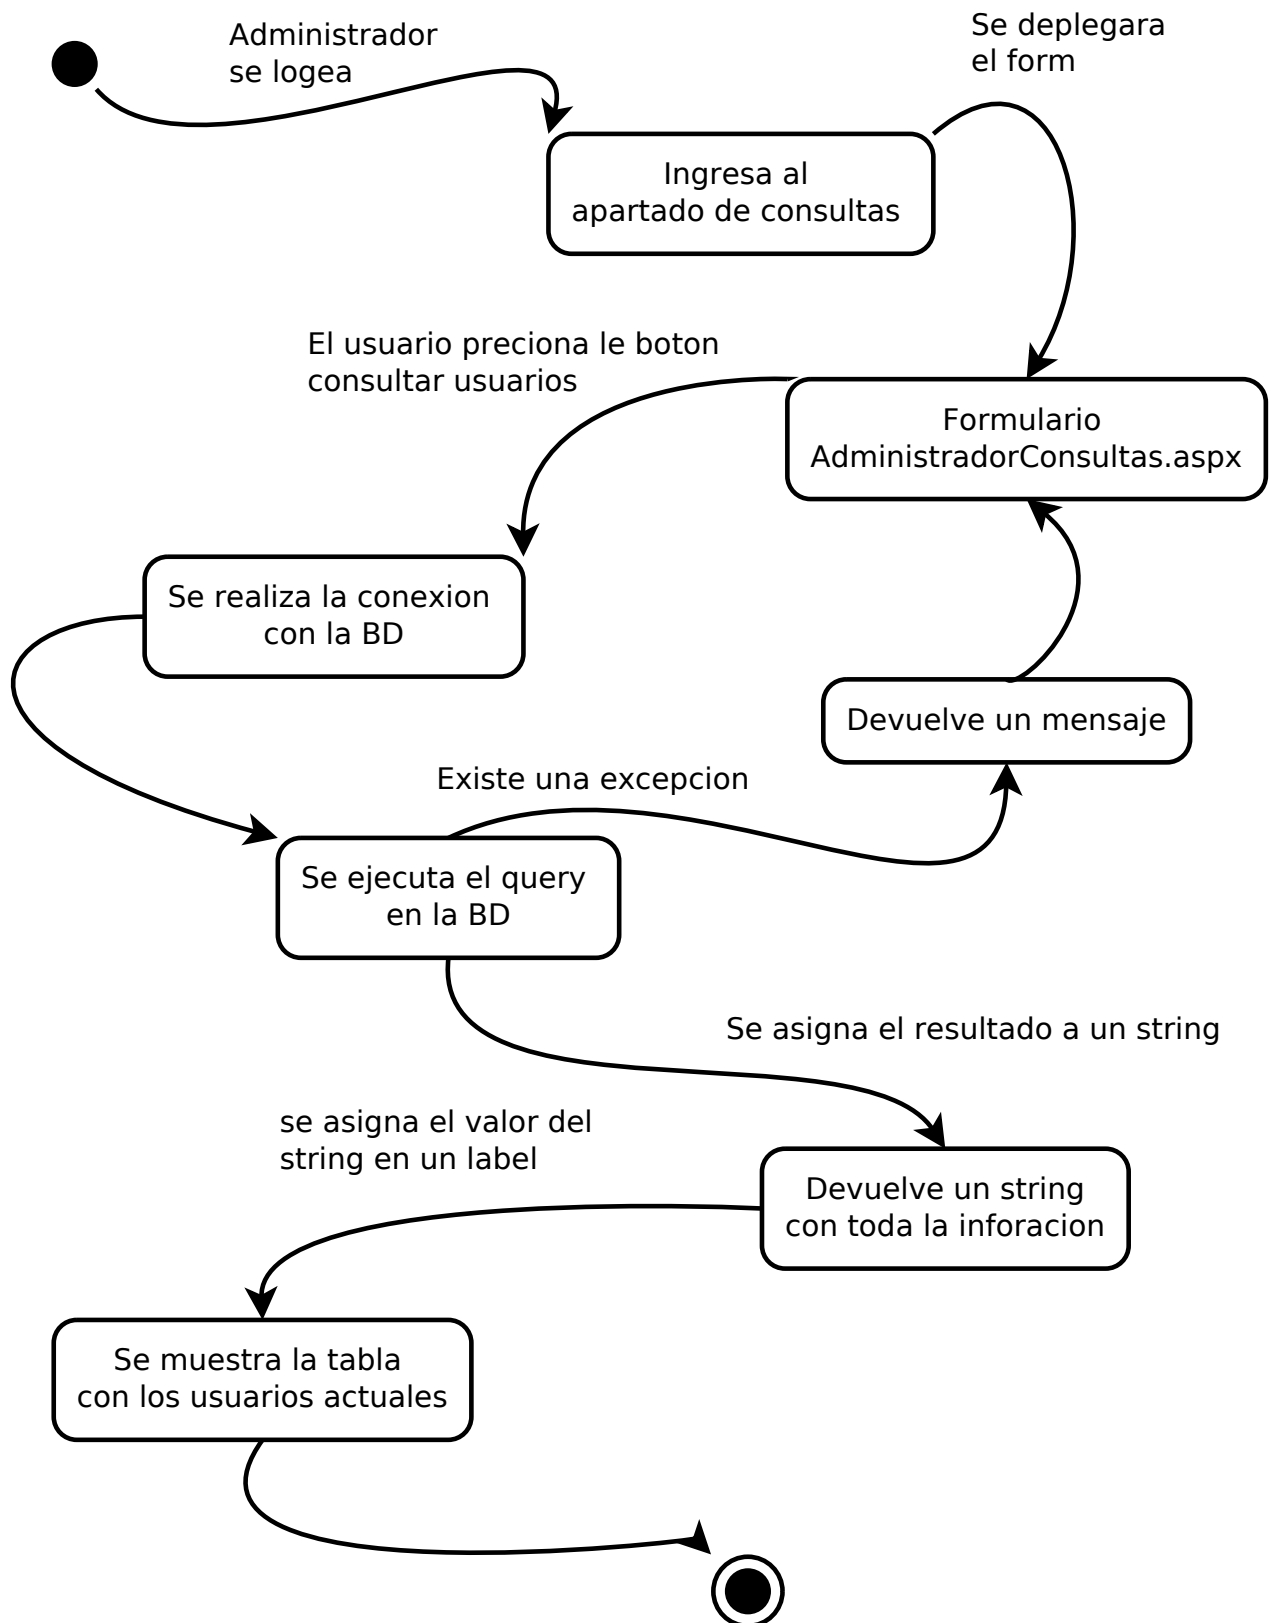 Administrador
se logea
Se deplegara
el form
Ingresa al
apartado de consultas
El usuario preciona le boton
consultar usuarios
Formulario
AdministradorConsultas.aspx
Se realiza la conexion
con la BD
Devuelve un mensaje
Existe una excepcion
Se ejecuta el query
en la BD
Se asigna el resultado a un string
se asigna el valor del
string en un label
Devuelve un string
con toda la inforacion
Se muestra la tabla
con los usuarios actuales